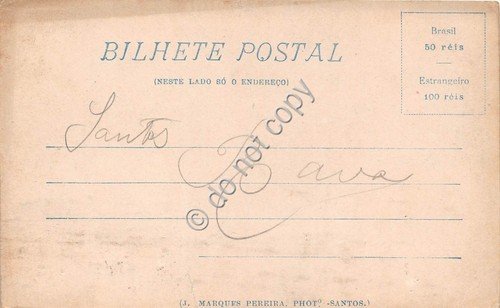 Brasil
50 réis
Estrangeiro
100 réis
BILHETE POSTAL
(NESTE LADO SÓ O ENDEREÇO)
Santos
Bava
© do not copy
(J. MARQUES PEREIRA. PHOTº -SANTOS.)